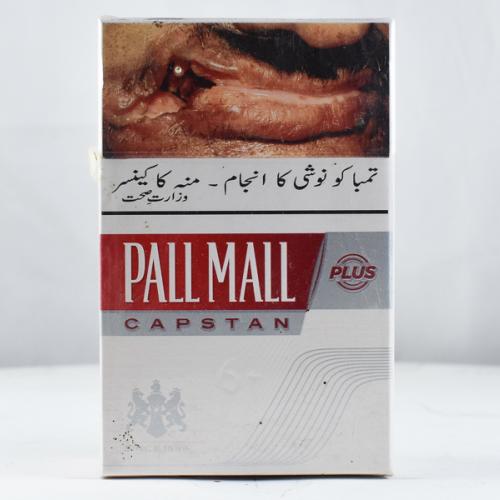 تمباکو نوشی کا انجام ۔ منہ کا کینسر
وزارتِ صحت
PALL MALL
PLUS
CAPSTAN